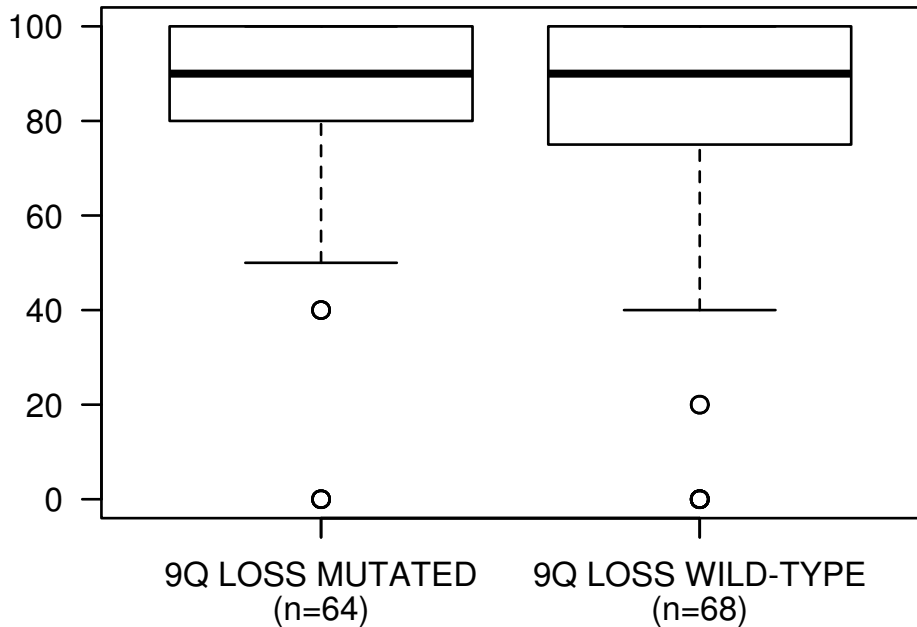 100
80
60
40
20
0
9Q LOSS MUTATED
(n=64)
9Q LOSS WILD-TYPE
(n=68)